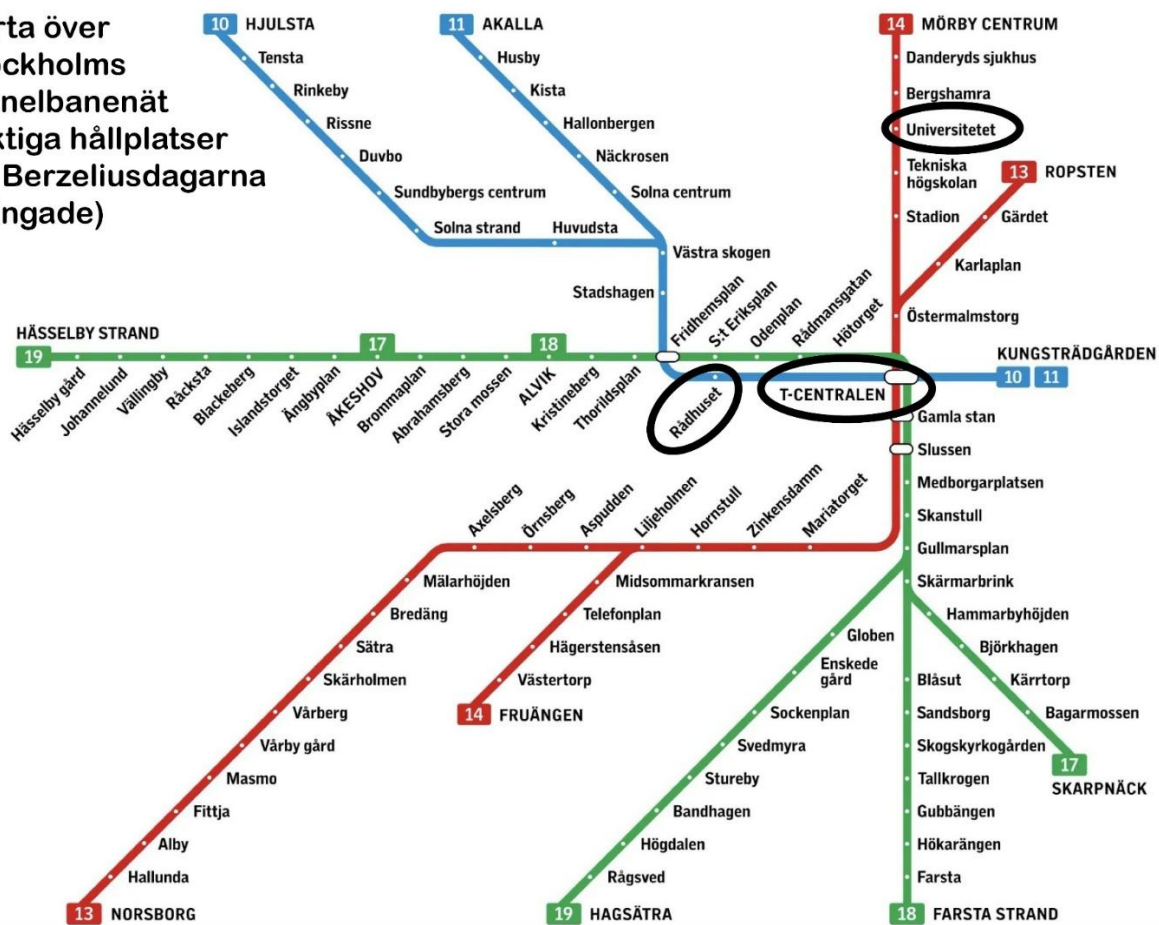 rta över
ockholms
nelbanenät
ktiga hållplatser
Berzeliusdagarna
ngade)
10 HJULSTA
Tensta
Rinkeby
Rissne
Duvbo
Sundbybergs centrum
Solna strand
Huvudsta
11 AKALLA
Husby
Kista
Hallonbergen
Näckrosen
Solna centrum
Västra skogen
Stadshagen
14 MÖRBY CENTRUM
Danderyds sjukhus
Bergshamra
Universitetet
Tekniska
högskolan
Stadion
13 ROPSTEN
Gärdet
Karlaplan
Östermalmstorg
HÄSSELBY STRAND
19
Hässelby gård
Johannelund
Vällingby
Råcksta
Blackeberg
Islandstorget
Ängbyplan
17
ÅKESHOV
Brommaplan
Abrahamsberg
Stora mossen
18
ALVIK
Kristineberg
Thorildsplan
Fridhemsplan
S:t Eriksplan
Odenplan
Rådmansgatan
Hötorget
Rådhuset
T-CENTRALEN
KUNGSTRÄDGÅRDEN
10 11
Gamla stan
Slussen
Medborgarplatsen
Skanstull
Gullmarsplan
Skärmarbrink
Axelsberg
Örnsberg
Aspudden
Liljeholmen
Hornstull
Zinkensdamm
Mariatorget
Mälarhöjden
Bredäng
Sätra
Skärholmen
Vårberg
Vårby gård
Masmo
Fittja
Alby
Hallunda
13 NORSBORG
Midsommarkransen
Telefonplan
Hägerstensåsen
Västertorp
14 FRUÄNGEN
Globen
Enskede
gård
Sockenplan
Svedmyra
Stureby
Bandhagen
Högdalen
Rågsved
19 HAGSÄTRA
Hammarbyhöjden
Björkhagen
Kärrtorp
Bagarmossen
17
SKARPNÄCK
Blåsut
Sandsborg
Skogskyrkogården
Tallkrogen
Gubbängen
Hökarängen
Farsta
18 FARSTA STRAND